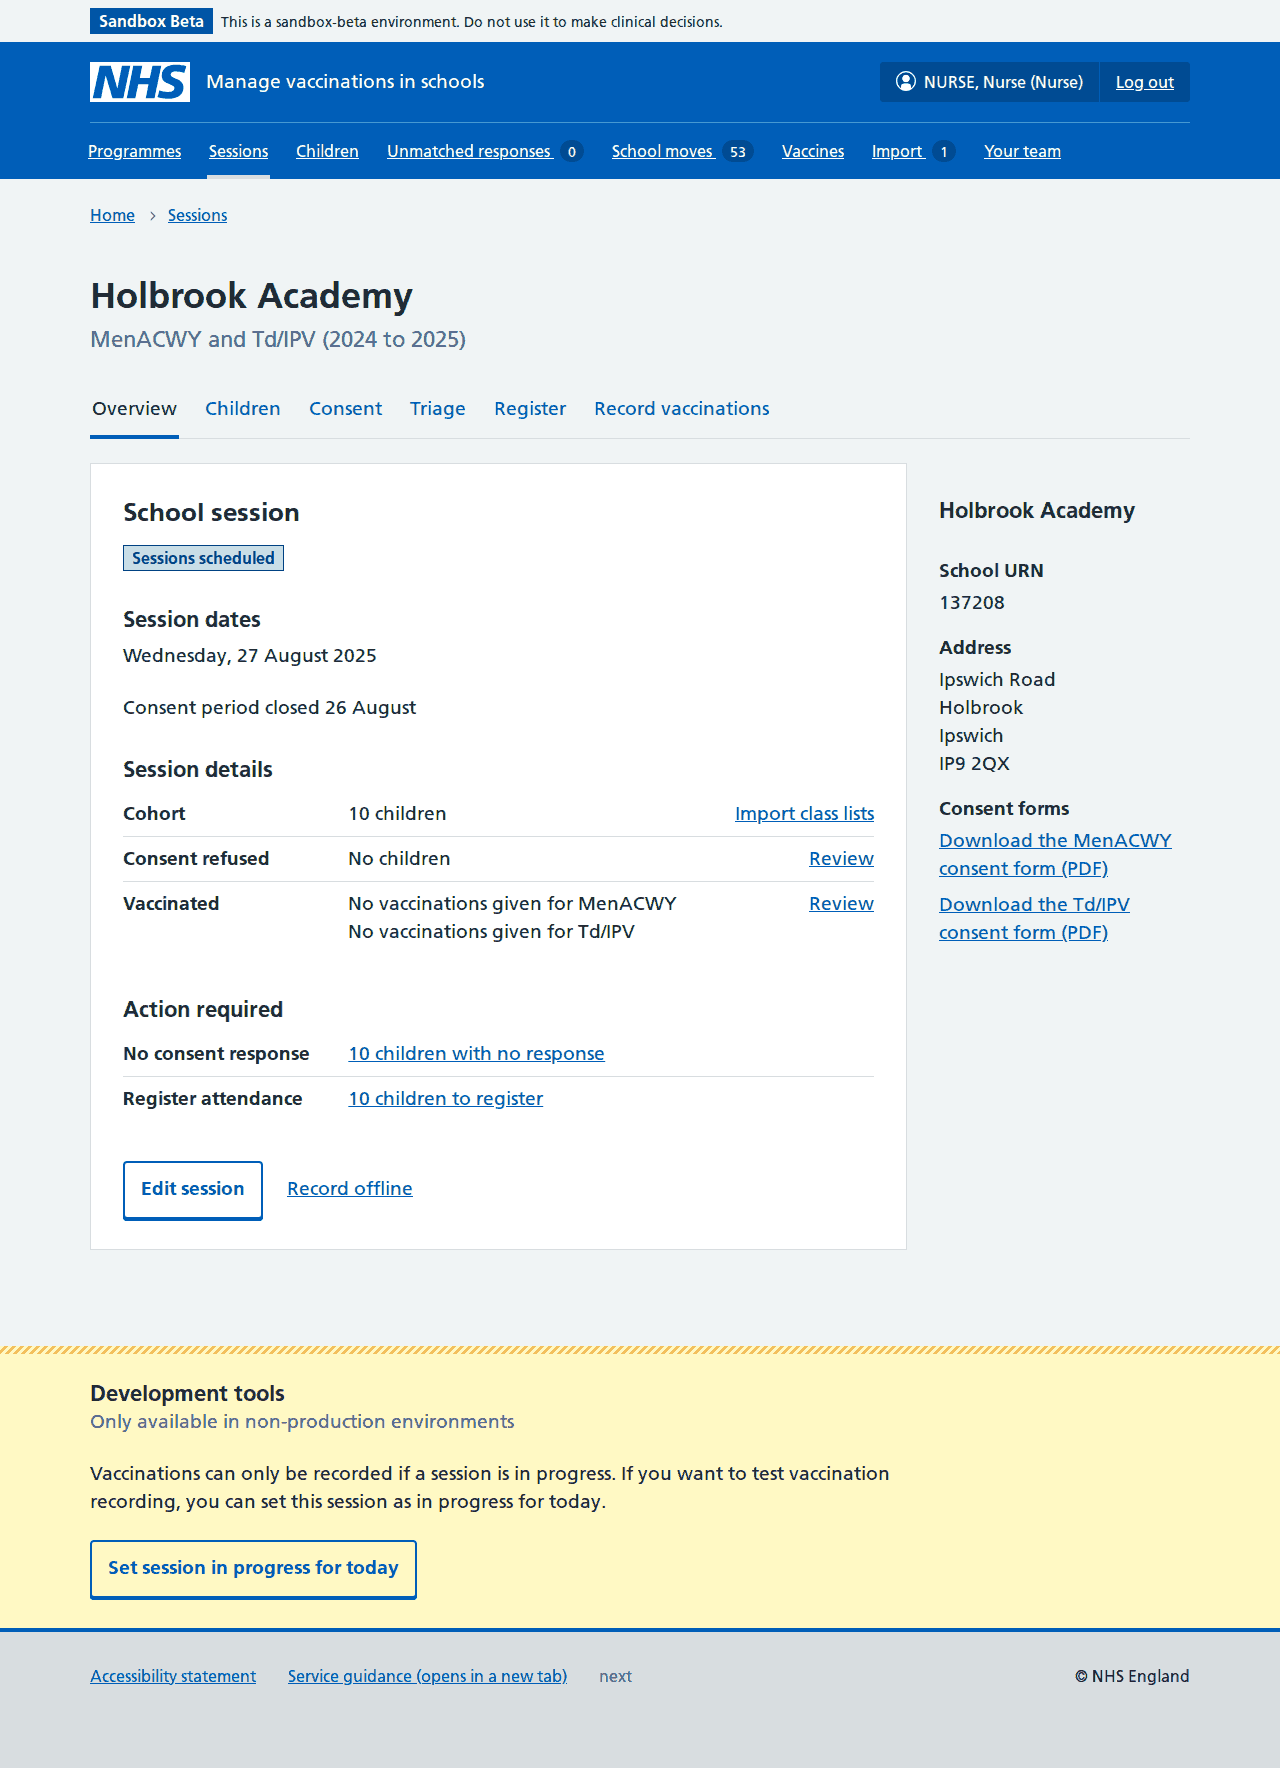 Sandbox Beta This is a sandbox-beta environment. Do not use it to make clinical decisions.
NHS Manage vaccinations in schools NURSE, Nurse (Nurse) Log out
Programmes Sessions Children Unmatched responses 0 School moves 53 Vaccines Import 1 Your team
Home Sessions
Holbrook Academy
MenACWY and Td/IPV (2024 to 2025)
Overview Children Consent Triage Register Record vaccinations
School session
Sessions scheduled
Session dates
Wednesday, 27 August 2025
Consent period closed 26 August
Session details
Cohort 10 children Import class lists
Consent refused No children Review
Vaccinated No vaccinations given for MenACWY Review
No vaccinations given for Td/IPV
Action required
No consent response 10 children with no response
Register attendance 10 children to register
Edit session Record offline
Holbrook Academy
School URN
137208
Address
Ipswich Road
Holbrook
Ipswich
IP9 2QX
Consent forms
Download the MenACWY
consent form (PDF)
Download the Td/IPV
consent form (PDF)
Development tools
Only available in non-production environments
Vaccinations can only be recorded if a session is in progress. If you want to test vaccination
recording, you can set this session as in progress for today.
Set session in progress for today
Accessibility statement Service guidance (opens in a new tab) next © NHS England